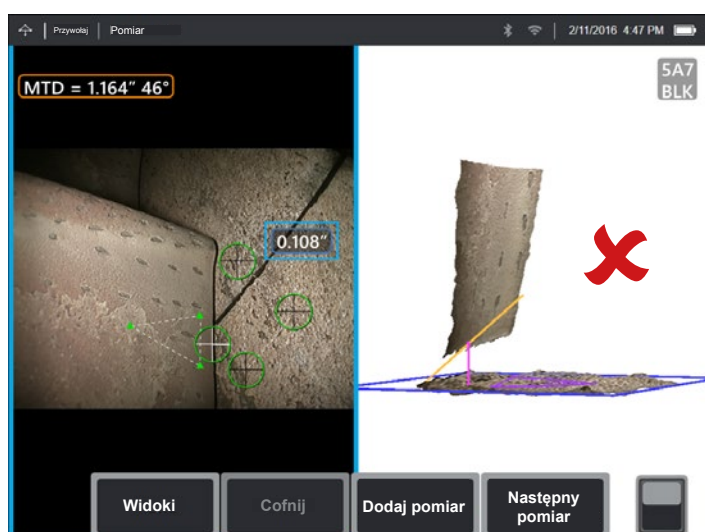 Przywołaj
Pomiar
2/11/2016 4:47 PM
MTD = 1.164" 46°
5A7
BLK
0.108"
Widoki
Cofnij
Dodaj pomiar
Następny
pomiar